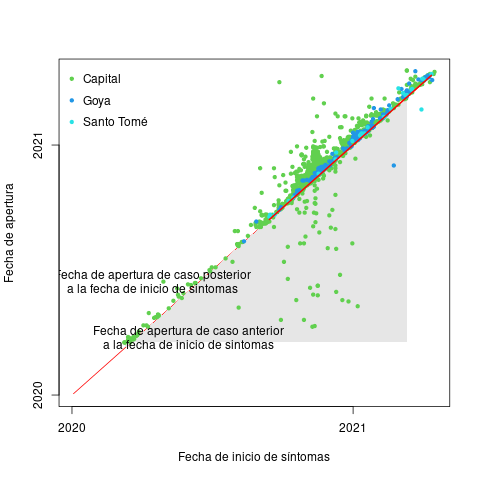 Capital
Goya
Santo Tomé
2021
Fecha de apertura
fecha de apertura de caso posterior
a la fecha de inicio de síntomas
Fecha de apertura de caso anterior
a la fecha de inicio de sintomas
2020
2020
2021
Fecha de inicio de síntomas